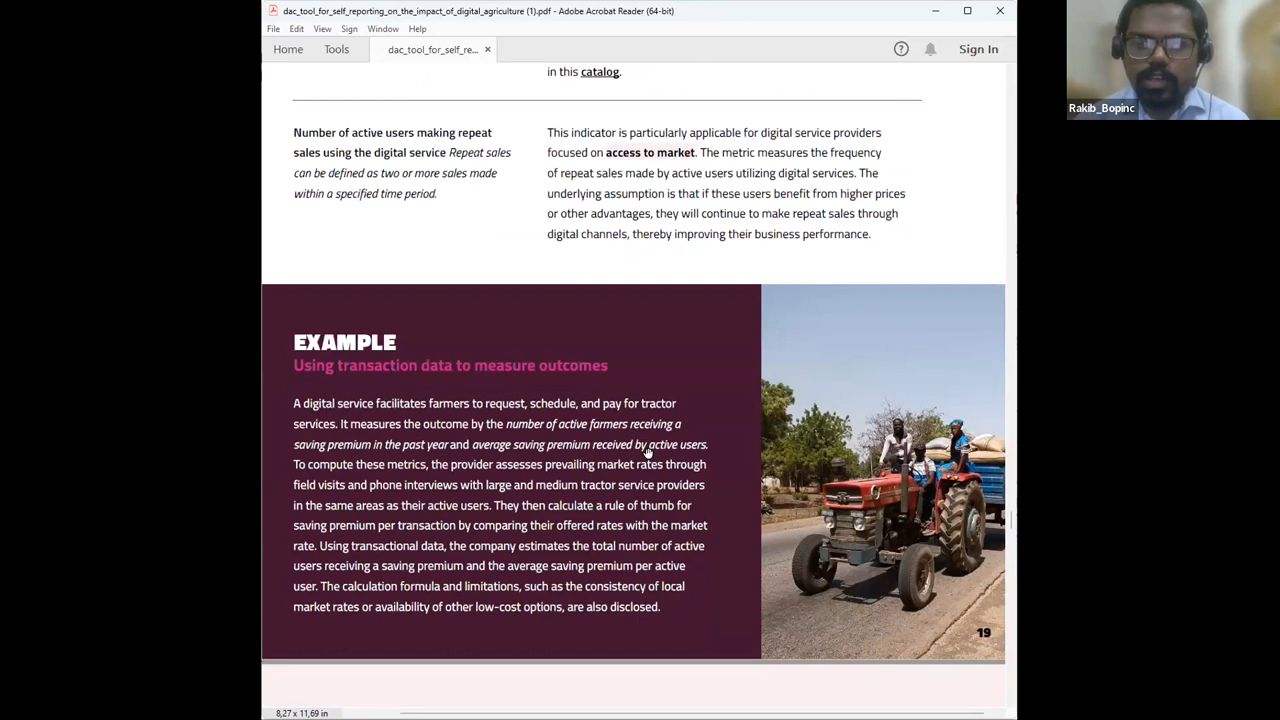 dac_tool_for_self_reporting_on_the_impact_of_digital_agriculture (1).pdf - Adobe Acrobat Reader (64-bit)
File Edit View Sign Window Help
Home Tools dac_tool_for_self_re... × Sign In
in this catalog.
Number of active users making repeat
sales using the digital service Repeat sales
can be defined as two or more sales made
within a specified time period.
This indicator is particularly applicable for digital service providers
focused on access to market. The metric measures the frequency
of repeat sales made by active users utilizing digital services. The
underlying assumption is that if these users benefit from higher prices
or other advantages, they will continue to make repeat sales through
digital channels, thereby improving their business performance.
EXAMPLE
Using transaction data to measure outcomes
A digital service facilitates farmers to request, schedule, and pay for tractor
services. It measures the outcome by the number of active farmers receiving a
saving premium in the past year and average saving premium received by active users.
To compute these metrics, the provider assesses prevailing market rates through
field visits and phone interviews with large and medium tractor service providers
in the same areas as their active users. They then calculate a rule of thumb for
saving premium per transaction by comparing their offered rates with the market
rate. Using transactional data, the company estimates the total number of active
users receiving a saving premium and the average saving premium per active
user. The calculation formula and limitations, such as the consistency of local
market rates or availability of other low-cost options, are also disclosed.
19
8,27 x 11,69 in
Rakib_Bopinc